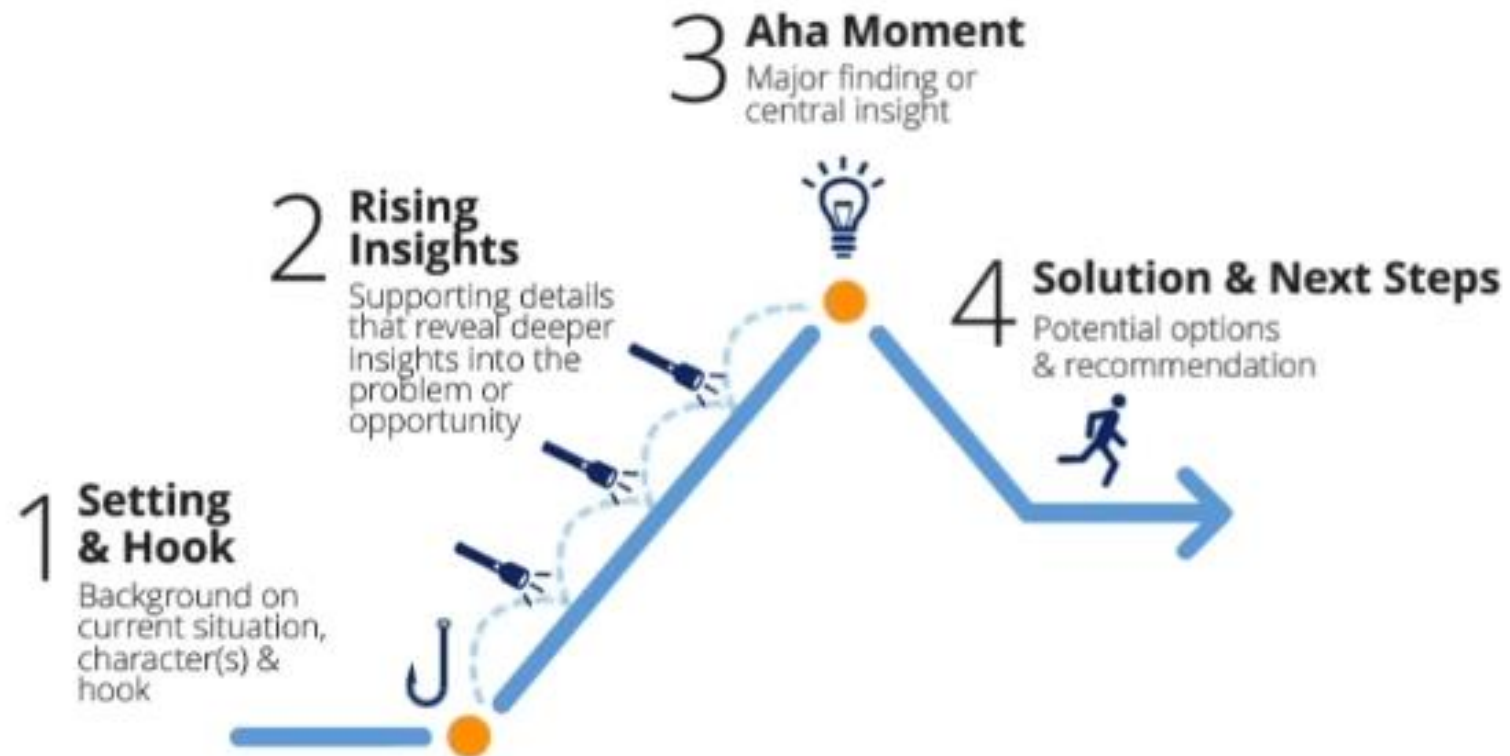 1
Setting
& Hook
Background on
current situation,
character(s) &
hook
2
Rising
Insights
Supporting details
that reveal deeper
insights into the
problem or
opportunity
3
Aha Moment
Major finding or
central insight
4
Solution & Next Steps
Potential options
& recommendation